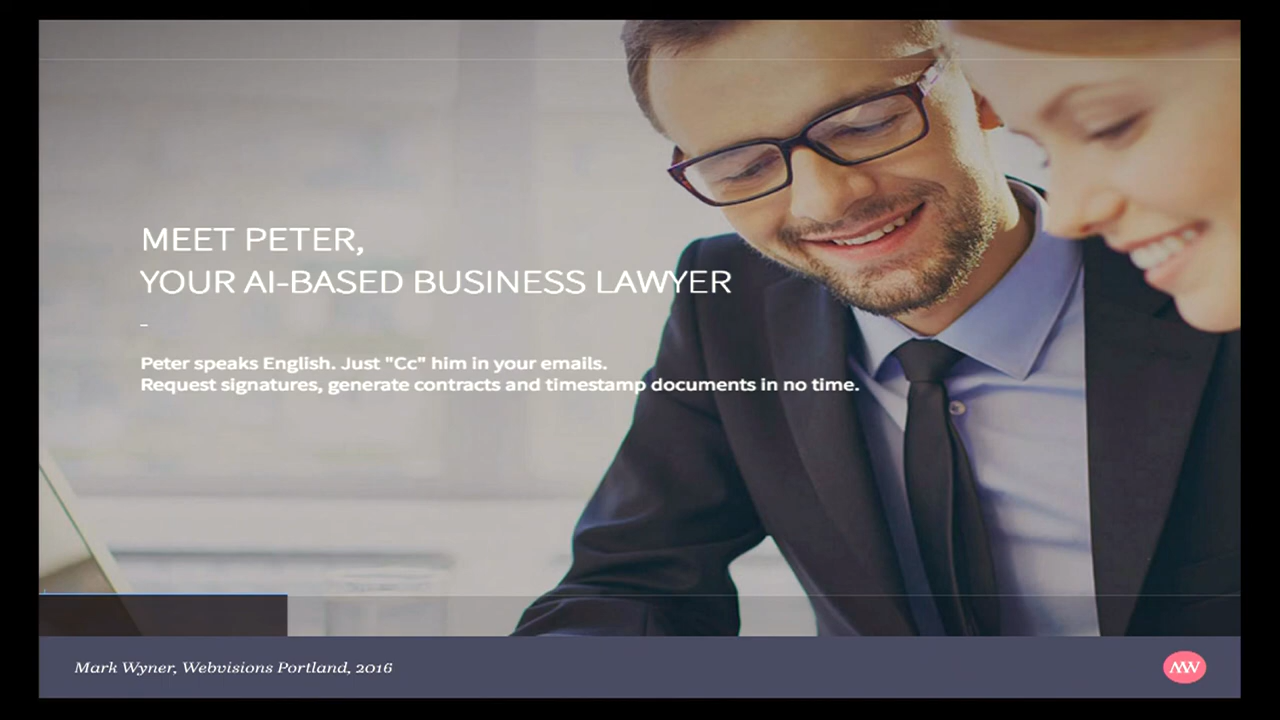 MEET PETER,
YOUR AI-BASED BUSINESS LAWYER
-
Peter speaks English. Just "Cc" him in your emails.
Request signatures, generate contracts and timestamp documents in no time.
Mark Wyner, Webvisions Portland, 2016
MW